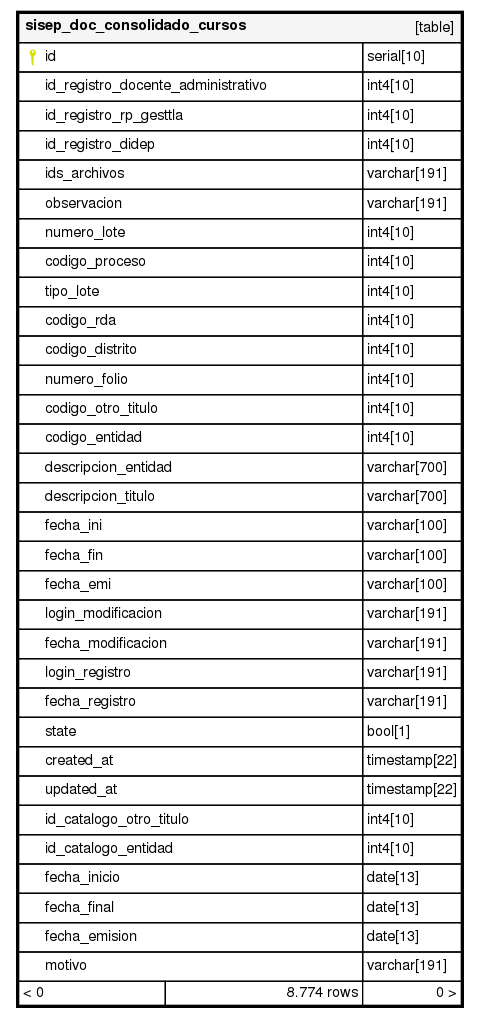 sisep_doc_consolidado_cursos [table]
id serial[10]
id_registro_docente_administrativo int4[10]
id_registro_rp_gesttla int4[10]
id_registro_didep int4[10]
ids_archivos varchar[191]
observacion varchar[191]
numero_lote int4[10]
codigo_proceso int4[10]
tipo_lote int4[10]
codigo_rda int4[10]
codigo_distrito int4[10]
numero_folio int4[10]
codigo_otro_titulo int4[10]
codigo_entidad int4[10]
descripcion_entidad varchar[700]
descripcion_titulo varchar[700]
fecha_ini varchar[100]
fecha_fin varchar[100]
fecha_emi varchar[100]
login_modificacion varchar[191]
fecha_modificacion varchar[191]
login_registro varchar[191]
fecha_registro varchar[191]
state bool[1]
created_at timestamp[22]
updated_at timestamp[22]
id_catalogo_otro_titulo int4[10]
id_catalogo_entidad int4[10]
fecha_inicio date[13]
fecha_final date[13]
fecha_emision date[13]
motivo varchar[191]
< 0 8.774 rows 0 >